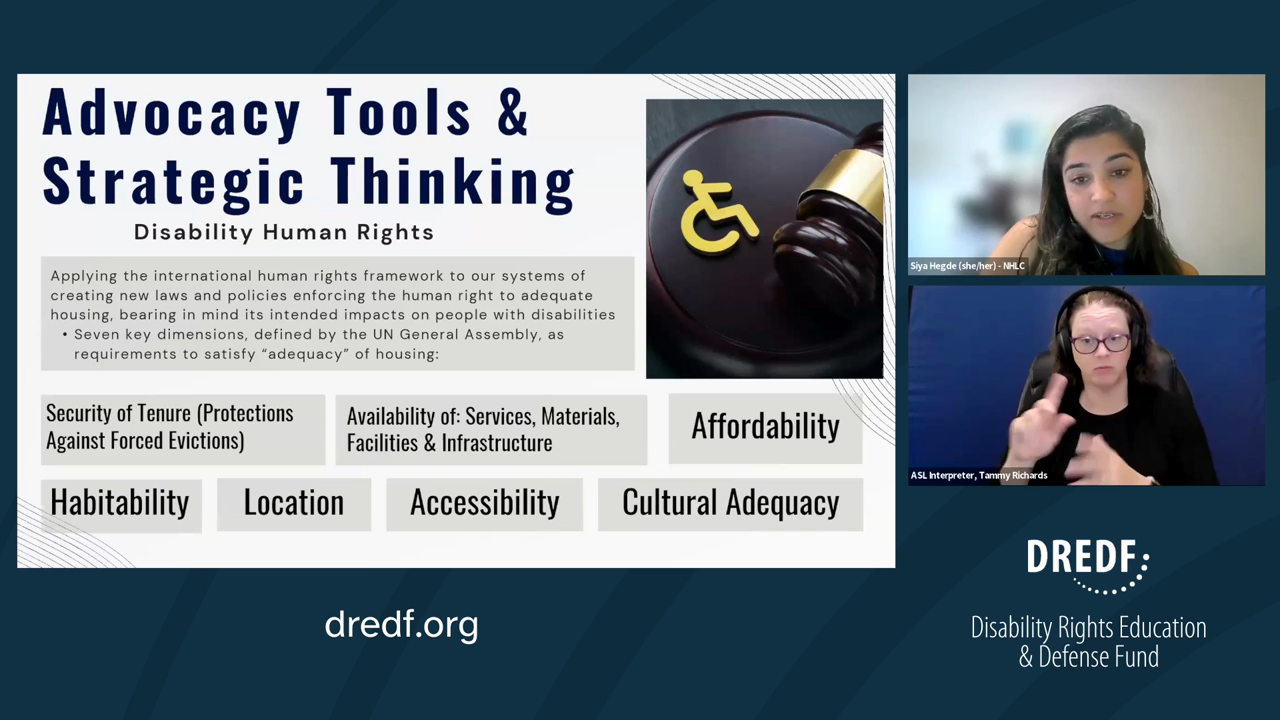 Advocacy Tools &
Strategic Thinking
Disability Human Rights
Applying the international human rights framework to our systems of
creating new laws and policies enforcing the human right to adequate
housing, bearing in mind its intended impacts on people with disabilities
• Seven key dimensions, defined by the UN General Assembly, as
requirements to satisfy “adequacy” of housing:
Security of Tenure (Protections
Against Forced Evictions)
Availability of: Services, Materials,
Facilities & Infrastructure
Affordability
Habitability
Location
Accessibility
Cultural Adequacy
Siya Hegde (she/her) - NHLC
ASL Interpreter, Tammy Richards
dredf.org
DREDF
Disability Rights Education
& Defense Fund